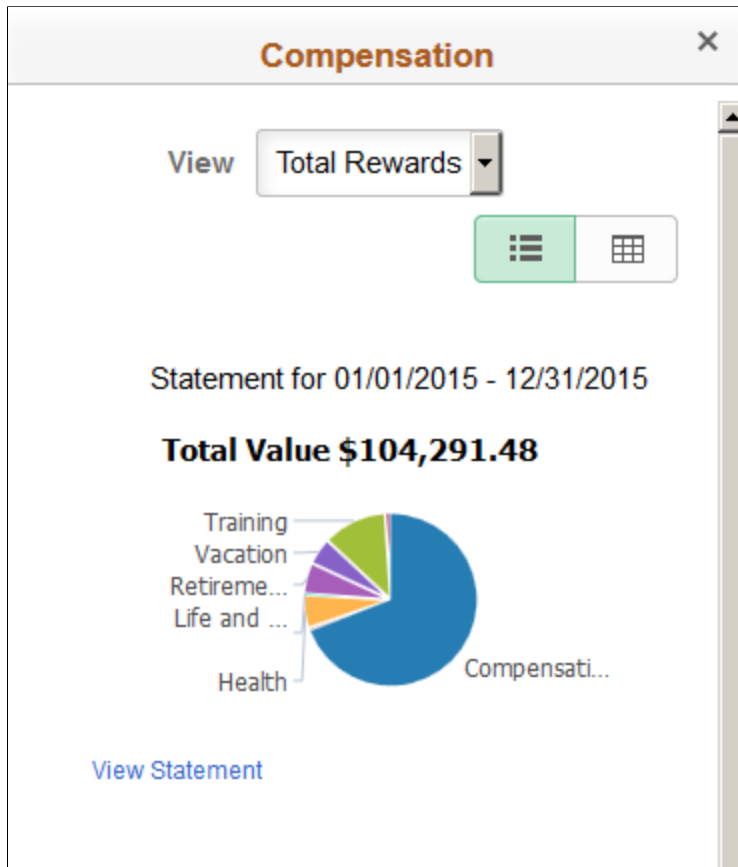 Compensation
View Total Rewards
Statement for 01/01/2015 - 12/31/2015
Total Value $104,291.48
Training
Vacation
Retireme...
Life and ...
Health
Compensati...
View Statement